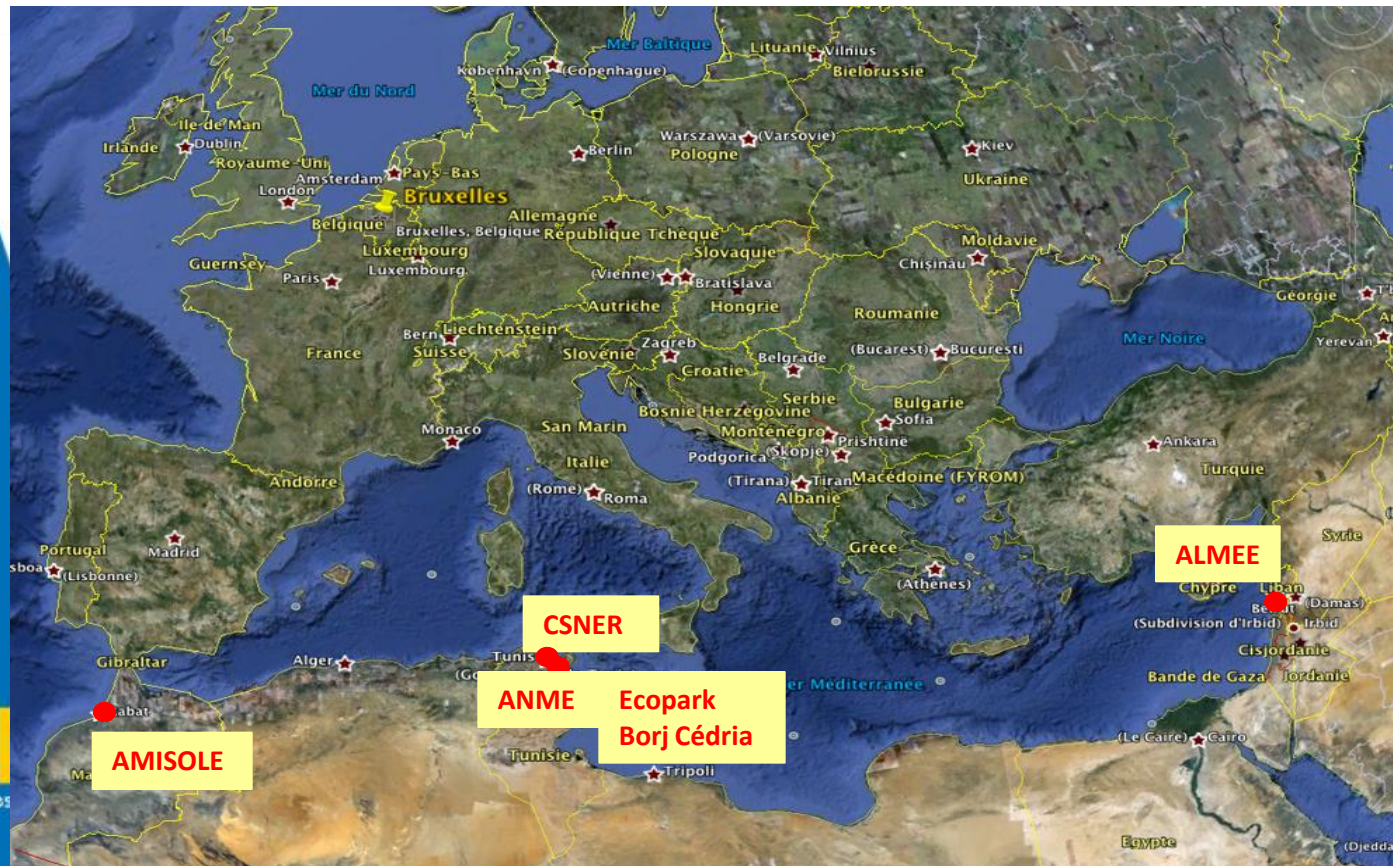 Mer Baltique
Lituanie
Vilnius
København
(Copenhague)
Biélorussie
Mer du Nord
Ile de Man
Irlande
Dublin
Warszawa
(Varsovie)
Berlin
Pologne
Kiev
Royaume-Uni
Amsterdam
Pays-Bas
Ukraine
London
Bruxelles
Belgique
Allemagne
Bruxelles, Belgique
République Tchèque
Luxembourg
Slovaquie
Moldavie
Guernsey
Luxembourg
Chişinău
Paris
(Vienne)
Bratislava
Géorgie
Autriche
Hongrie
Roumanie
Bern
Liechtenstein
Mer Noire
France
Suisse
Slovénie
Zagreb
Belgrade
(Bucarest)
Bucuresti
Yerevan
Croatie
Serbie
Bosnie Herzégovine
Bulgarie
Monaco
San Marin
Monténégro
Sofia
Prishtinë
Ankara
Italie
Podgorica
(Skopje)
Turquie
Andorre
(Rome)
Roma
(Tirana)
Macédoine (FYROM)
Albanie
Madrid
Portugal
Grèce
ALMEE
Syrie
(Lisbonne)
(Athènes)
Chypre
Liban
(Damas)
CSNER
(Subdivision d'Irbid)
Irbid
Gibraltar
Alger
Tunis
Cisjordanie
Bande de Gaza
Jordanie
ANME
Ecopark
Borj Cédria
Méditerranée
AMISOLE
Tunisie
Tripoli
(Le Caire)
Cairo
Egypte